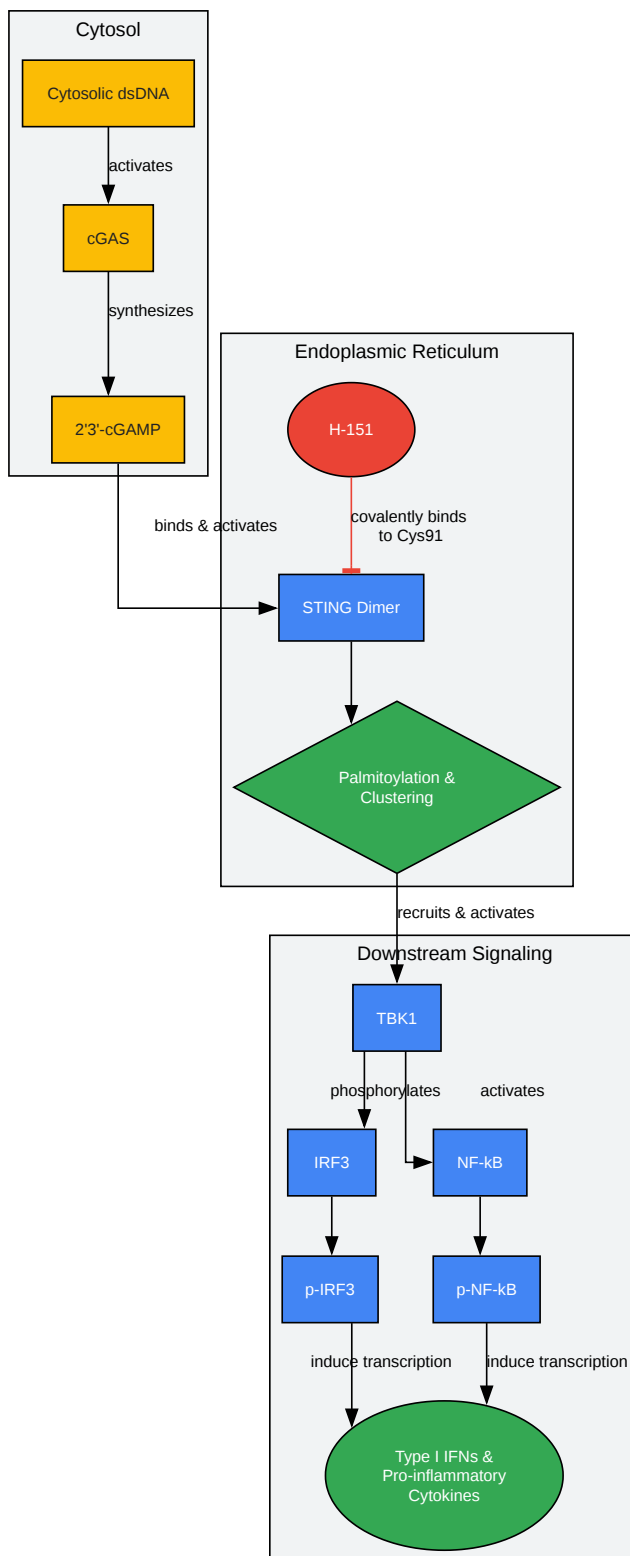 Cytosol
Cytosolic dsDNA
activates
cGAS
synthesizes
2'3'-cGAMP
Endoplasmic Reticulum
H-151
binds & activates
covalently binds
to Cys91
STING Dimer
Palmitoylation &
Clustering
recruits & activates
Downstream Signaling
TBK1
phosphorylates
activates
IRF3
NF-kB
p-IRF3
p-NF-kB
induce transcription
induce transcription
Type I IFNs &
Pro-inflammatory
Cytokines